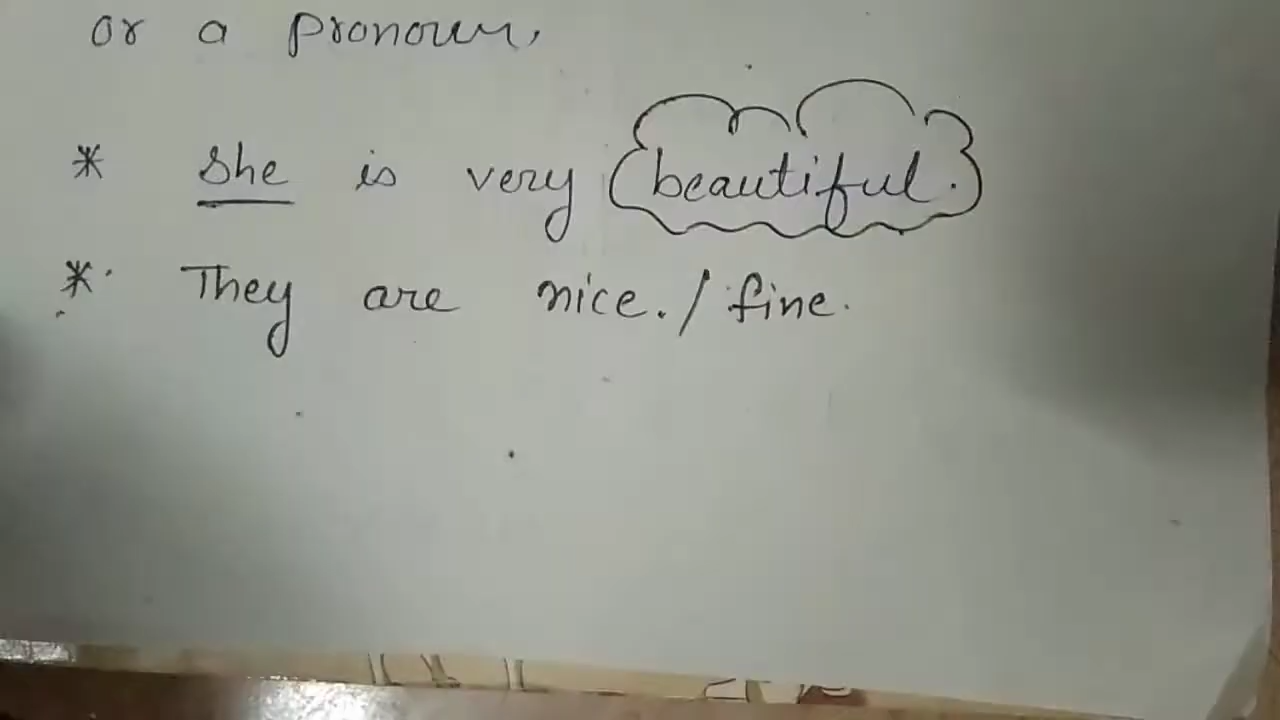 or a pronoun,
* She is very beautiful.
* They are nice. / fine.